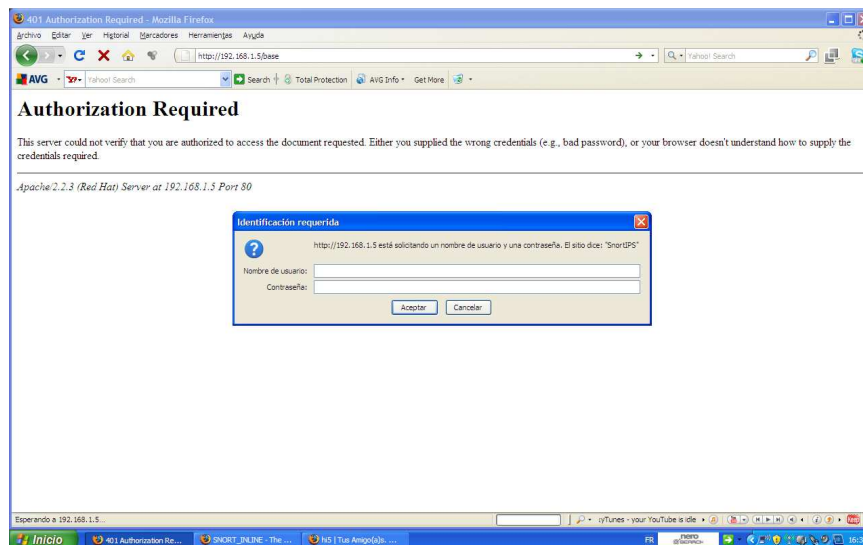 401 Authorization Required - Mozilla Firefox
Archivo Editar Ver Historial Marcadores Herramientas Ayuda
http://192.168.1.5/base
Yahoo! Search
AVG Yahoo! Search Search Total Protection AVG Info Get More
Authorization Required
This server could not verify that you are authorized to access the document requested. Either you supplied the wrong credentials (e.g., bad password), or your browser doesn't understand how to supply the
credentials required.
Apache/2.2.3 (Red Hat) Server at 192.168.1.5 Port 80
Identificación requerida
http://192.168.1.5 está solicitando un nombre de usuario y una contraseña. El sitio dice: "SnortIPS"
Nombre de usuario:
Contraseña:
Aceptar Cancelar
Esperando a 192.168.1.5...
yTunes - your YouTube is idle
Inicio 401 Authorization Re... SNORT_INLINE - The ... hi5 | Tus Amigo(a)s. ... FR nero